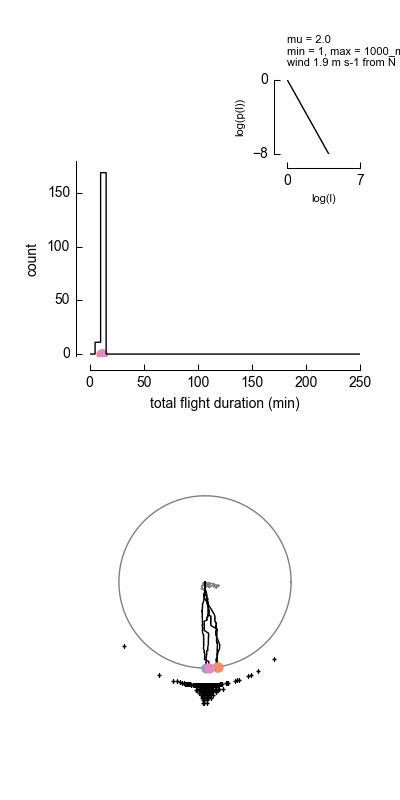 mu = 2.0
min = 1, max = 1000_m
wind 1.9 m s-1 from N
0
log(p(l))
−8
0
7
log(l)
150
100
50
0
count
0
50
100
150
200
250
total flight duration (min)